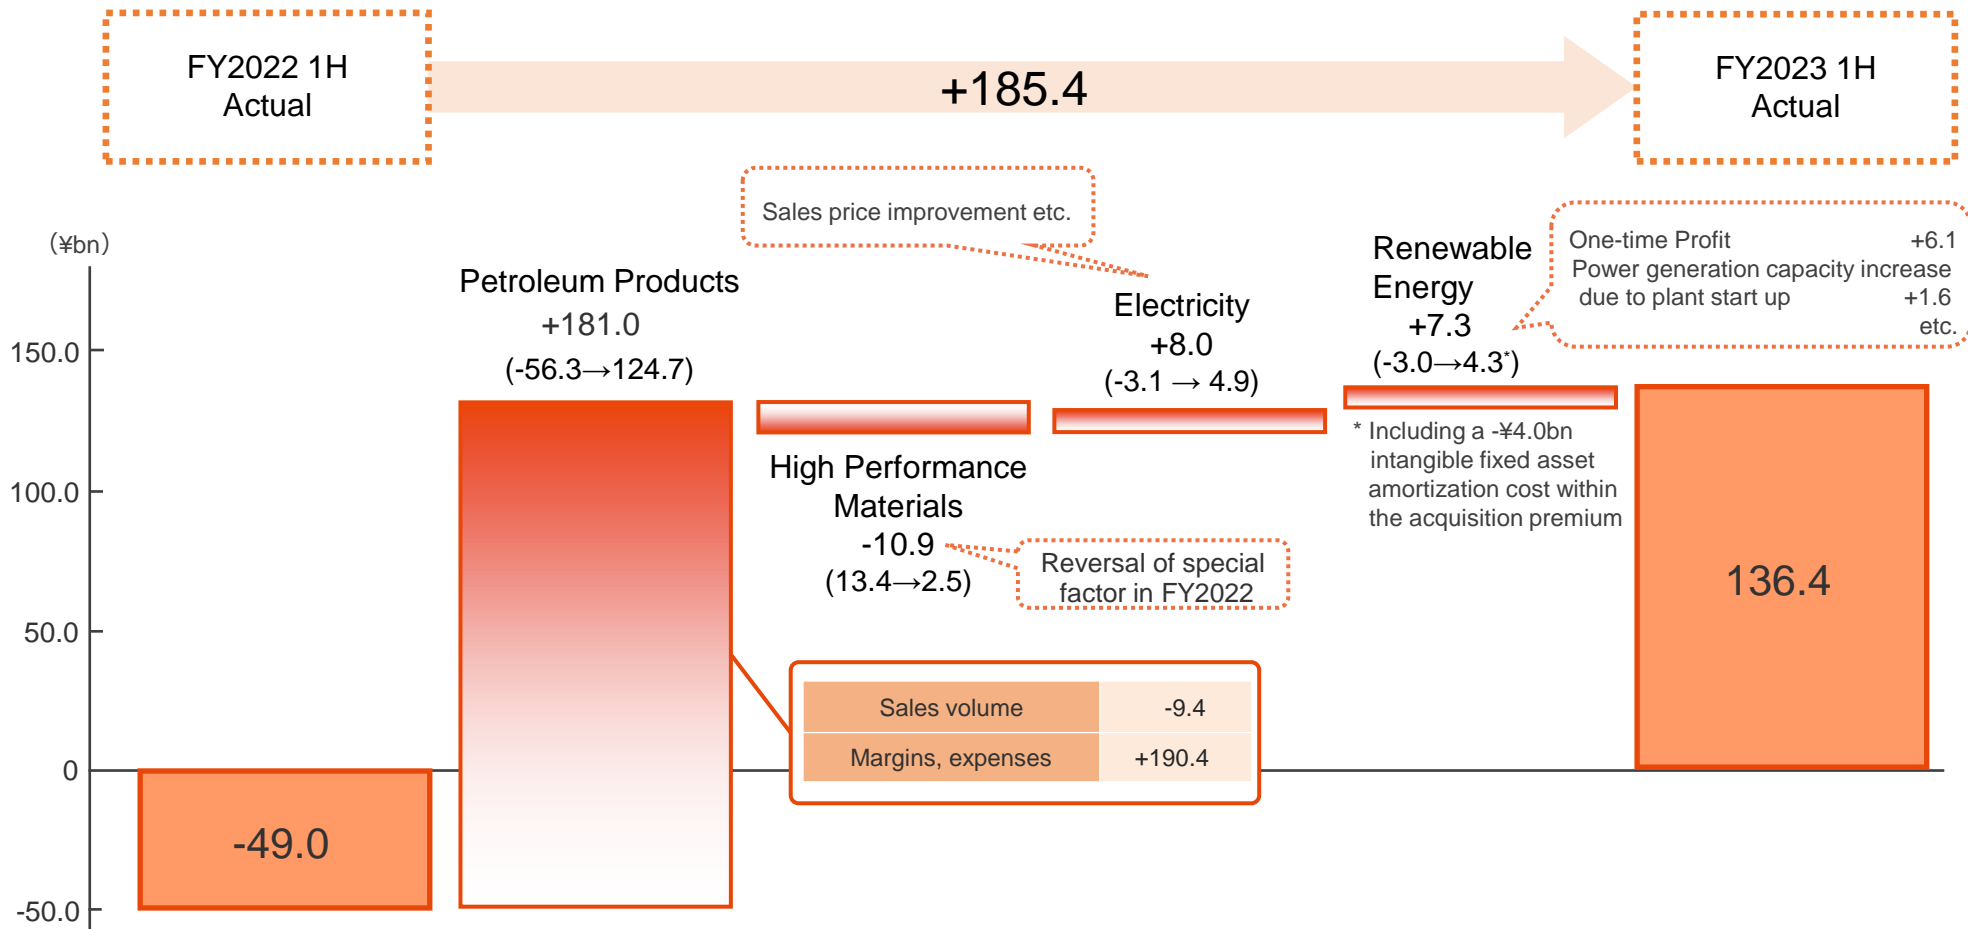 FY2022 1H
Actual
+185.4
FY2023 1H
Actual
Sales price improvement etc.
(¥bn)
Petroleum Products
+181.0
(-56.3→124.7)
Electricity
+8.0
(-3.1 → 4.9)
Renewable
Energy
+7.3
(-3.0→4.3*)
One-time Profit +6.1
Power generation capacity increase
due to plant start up +1.6
etc.
150.0
100.0
50.0
0
-50.0
High Performance
Materials
-10.9
(13.4→2.5)
Reversal of special
factor in FY2022
* Including a -¥4.0bn
intangible fixed asset
amortization cost within
the acquisition premium
Sales volume -9.4
Margins, expenses +190.4
-49.0
136.4